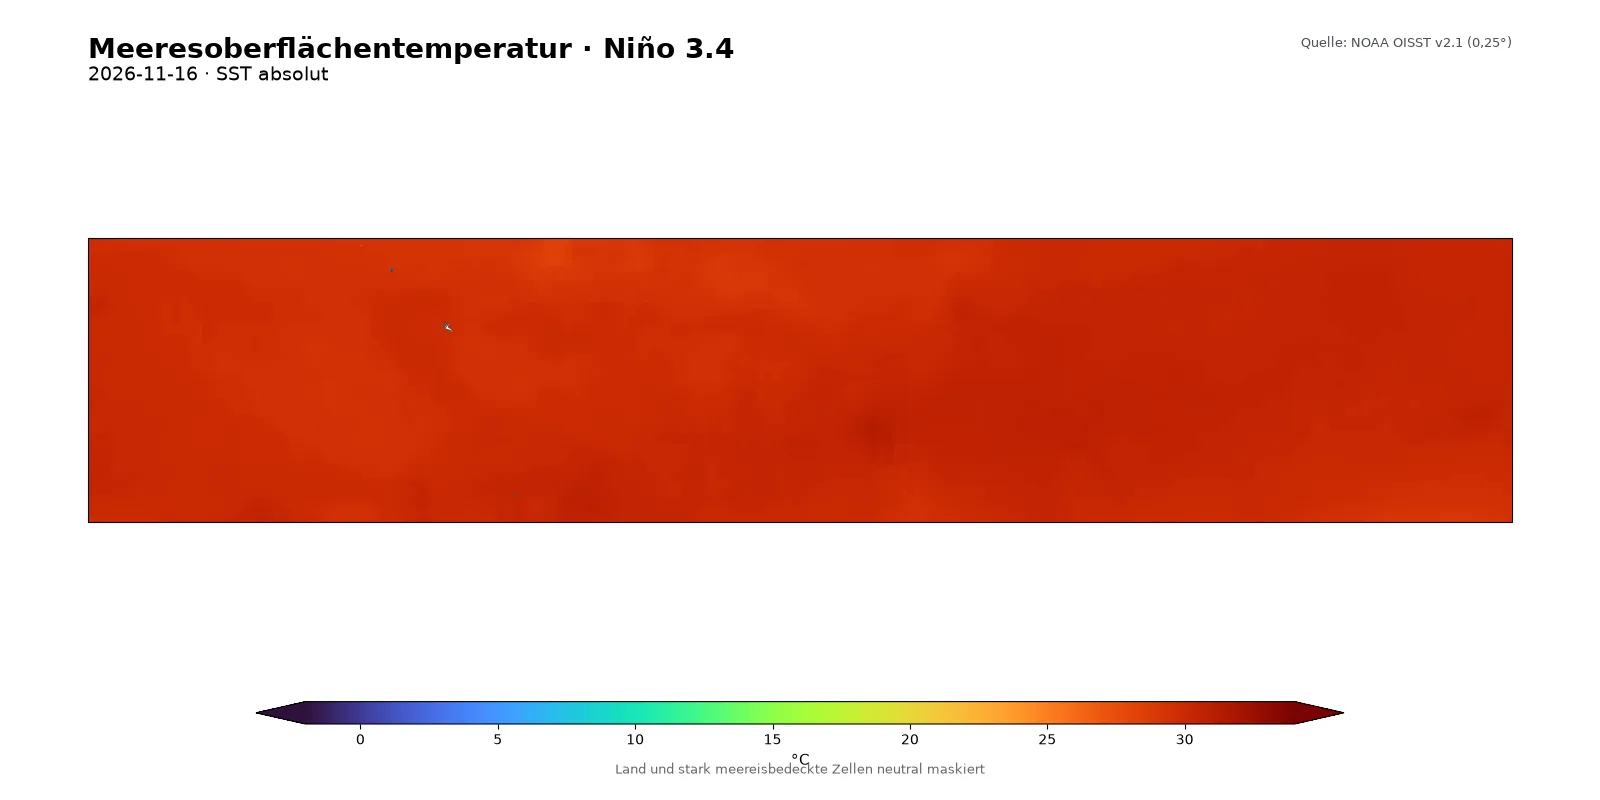 Meeresoberflächentemperatur · Niño 3.4
2026-11-16 · SST absolut
Quelle: NOAA OISST v2.1 (0,25°)
0 5 10 15 20 25 30
°C
Land und stark meereisbedeckte Zellen neutral maskiert